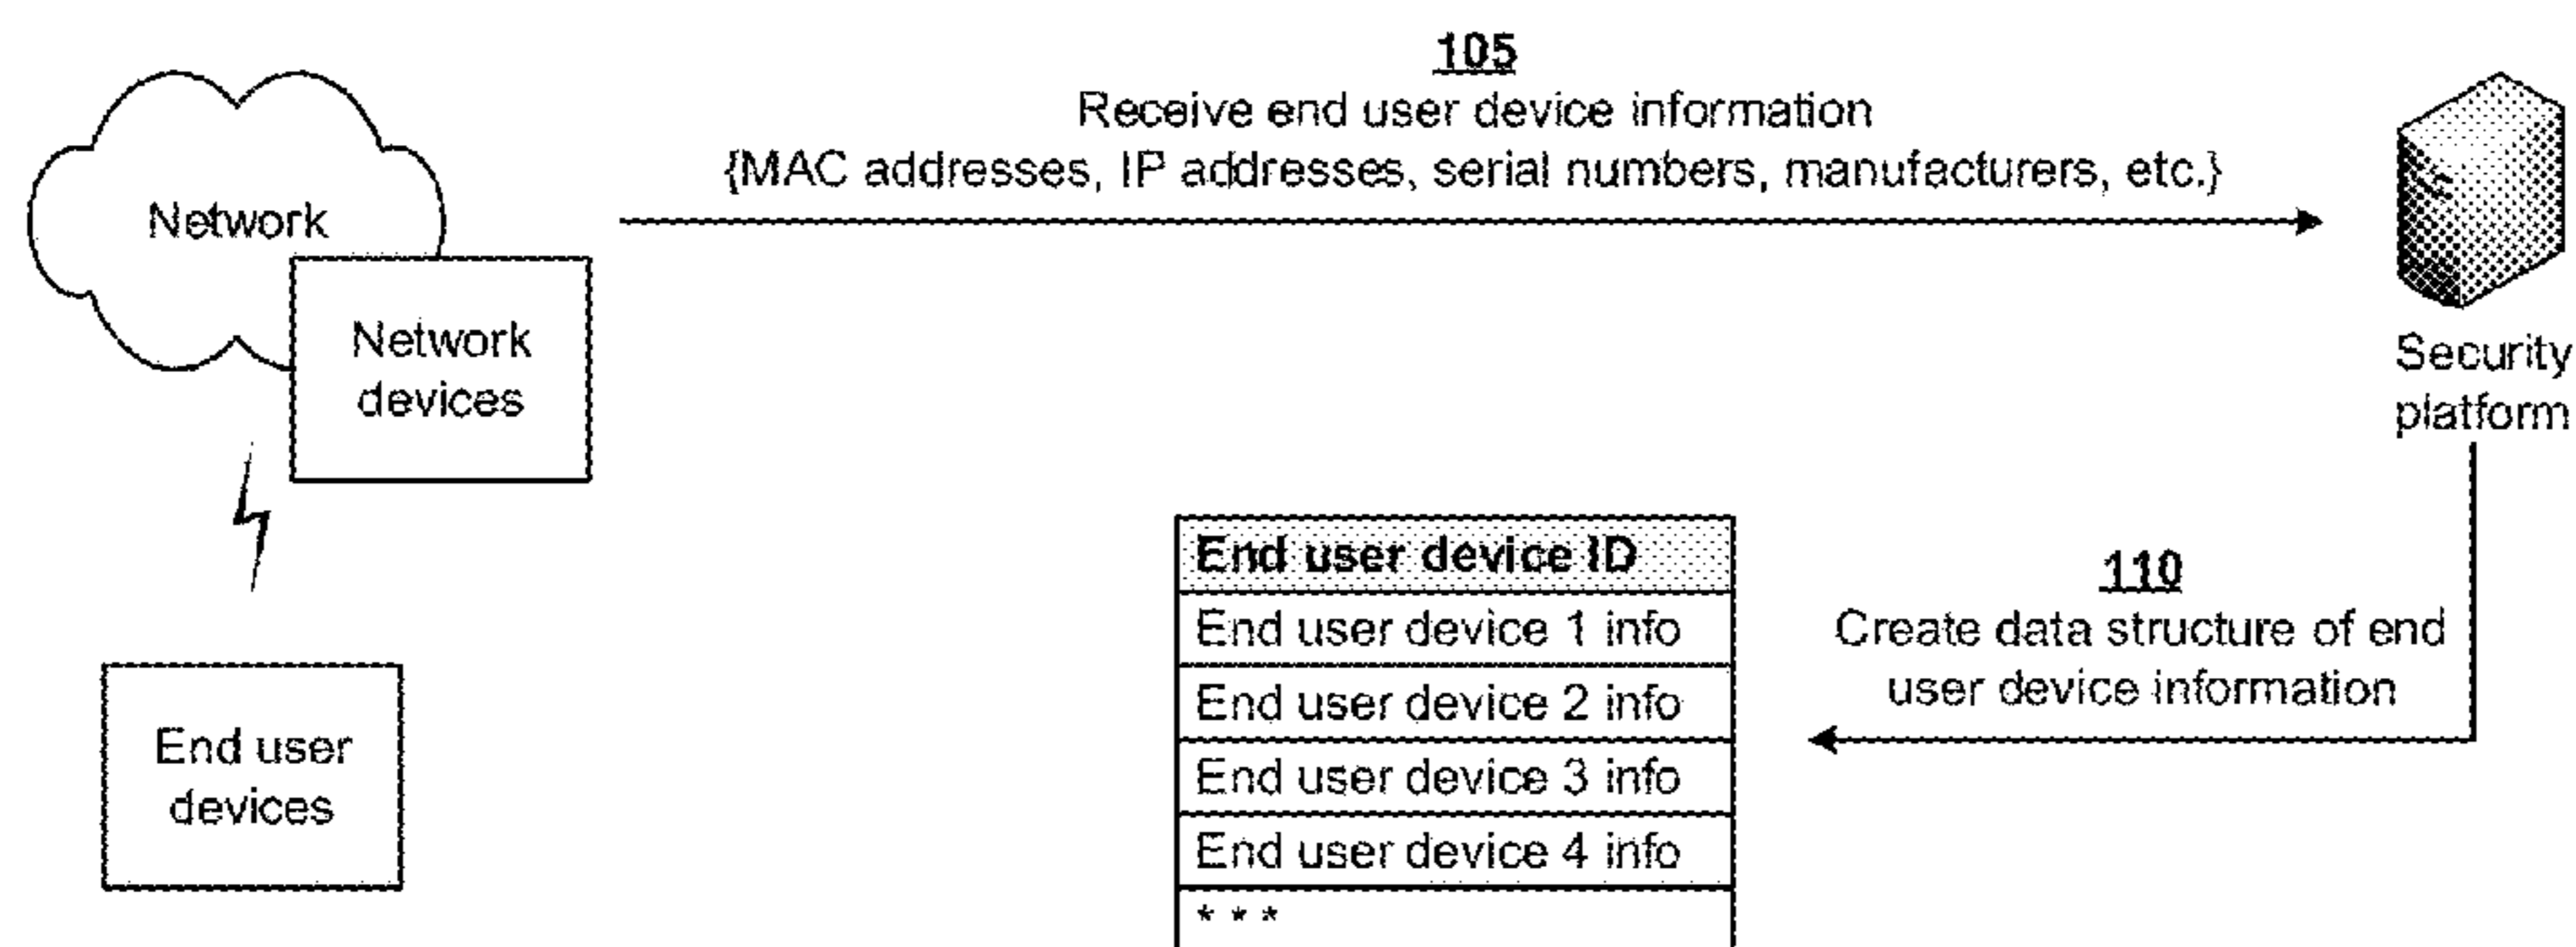 105
Receive end user device information
{MAC addresses, IP addresses, serial numbers, manufacturers, etc.}
Network
Network
devices
Security
platform
End user
devices
End user device ID
End user device 1 info
End user device 2 info
End user device 3 info
End user device 4 info
* * *
110
Create data structure of end
user device information